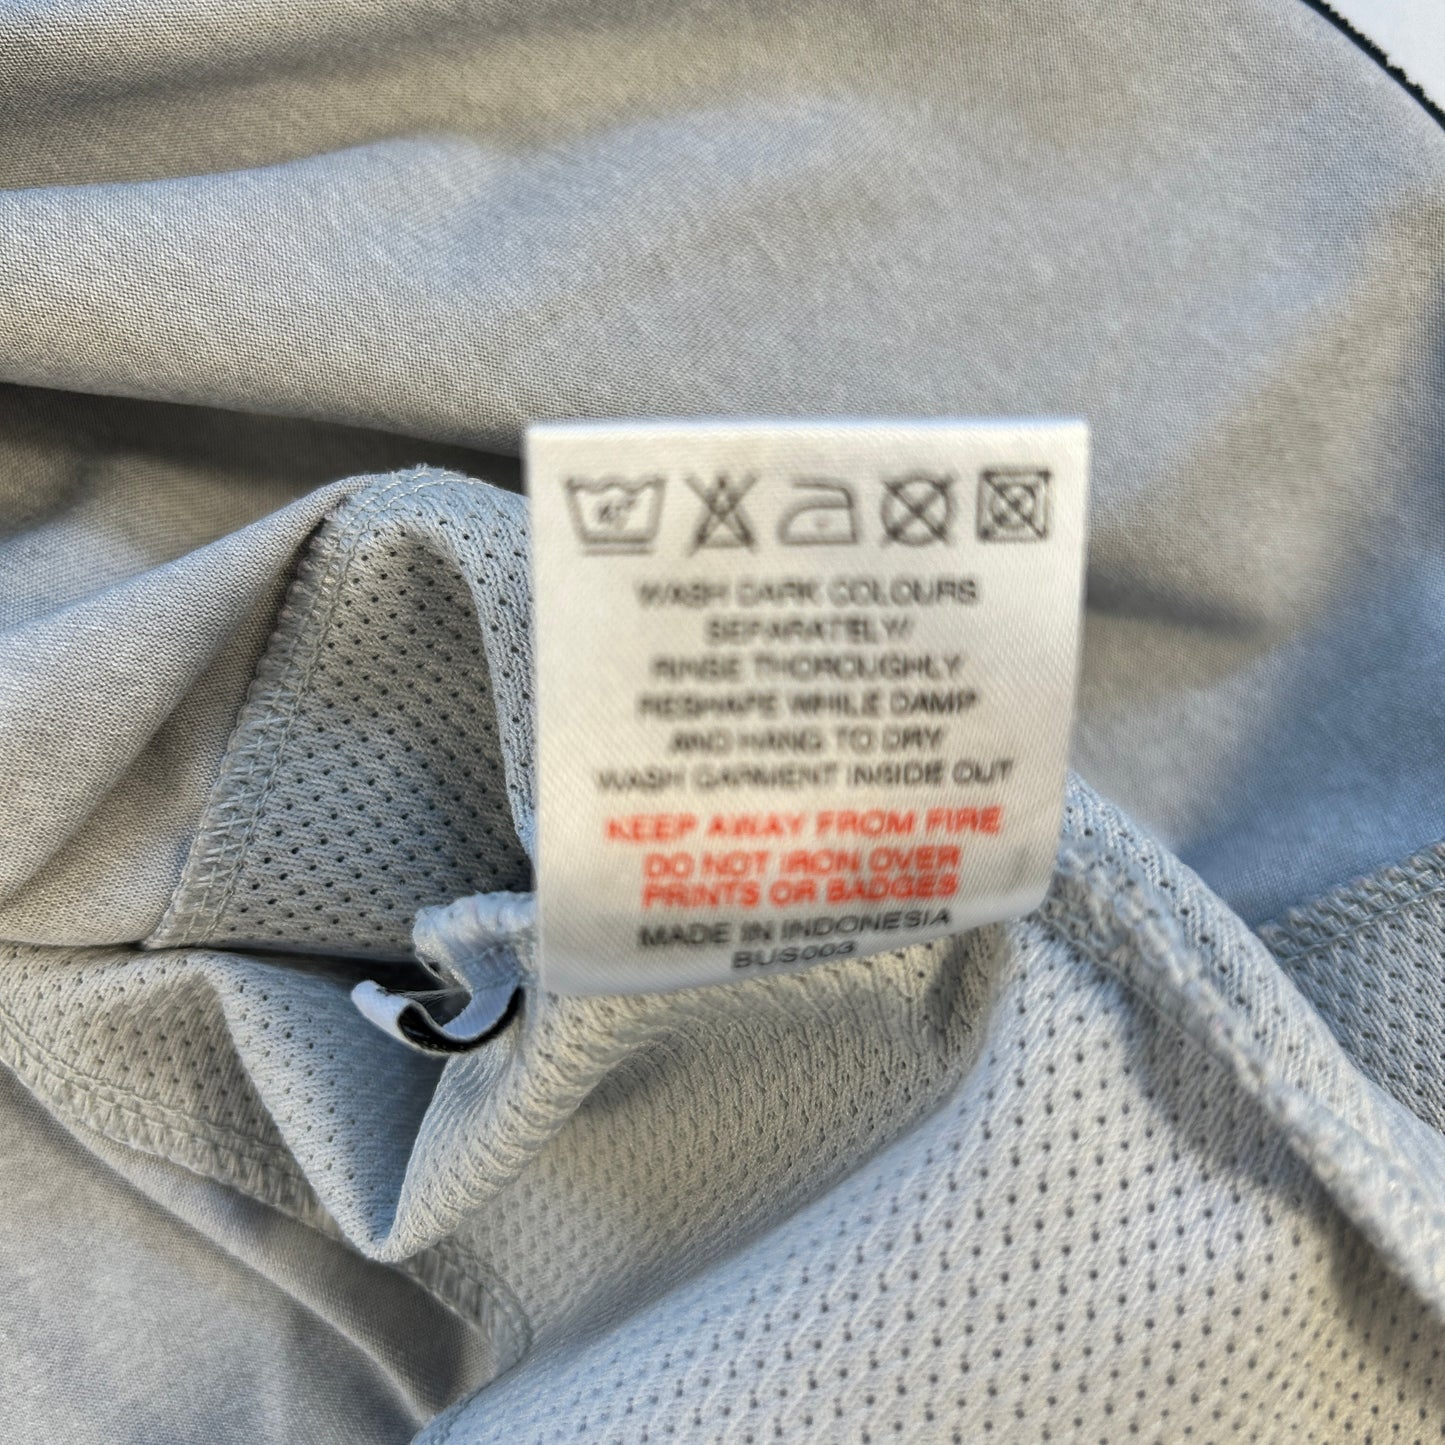 40°
WASH DARK COLOURS
SEPARATELY/
RINSE THOROUGHLY
RESHAPE WHILE DAMP
AND HANG TO DRY
WASH GARMENT INSIDE OUT
KEEP AWAY FROM FIRE
DO NOT IRON OVER
PRINTS OR BADGES
MADE IN INDONESIA
BUS003